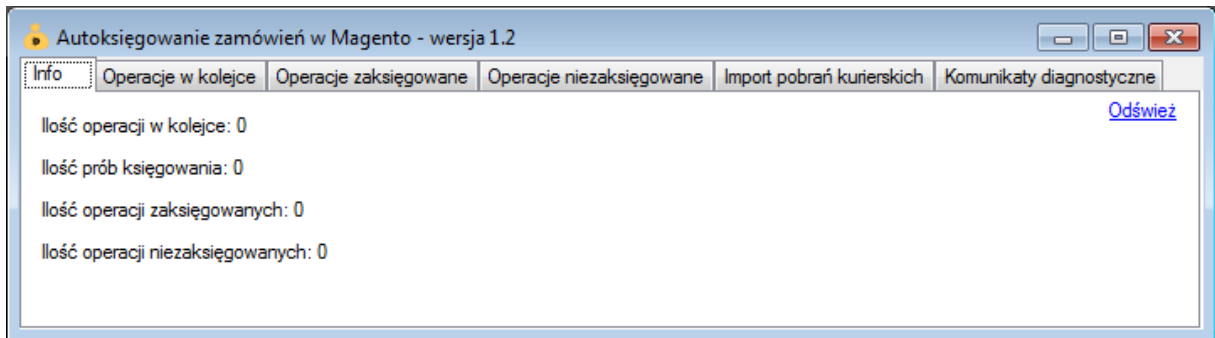 Autoksięgowanie zamówień w Magento - wersja 1.2
Info Operacje w kolejce Operacje zaksięgowane Operacje niezaksięgowane Import pobrań kurierskich Komunikaty diagnostyczne
Odśwież
Ilość operacji w kolejce: 0
Ilość prób księgowania: 0
Ilość operacji zaksięgowanych: 0
Ilość operacji niezaksięgowanych: 0